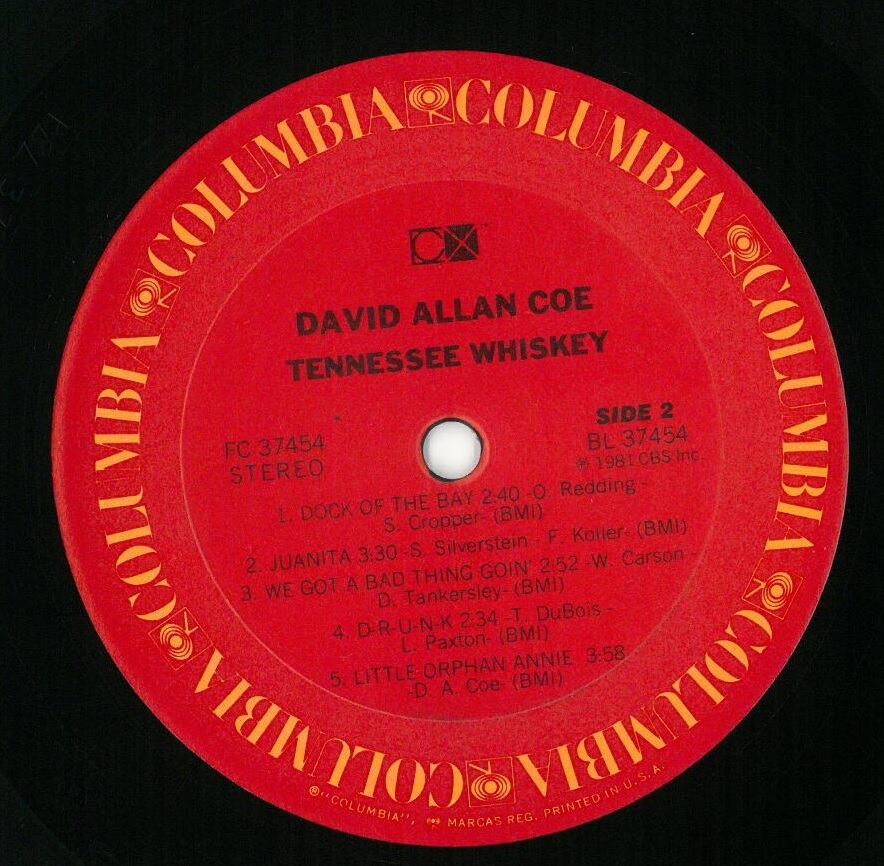 COLUMBIA COLUMBIA COLUMBIA COLUMBIA COLUMBIA COLUMBIA COLUMBIA
CX
DAVID ALLAN COE
TENNESSEE WHISKEY
SIDE 2
FC 37454
BL 37454
STEREO
℗ 1981 CBS Inc.
1. DOCK OF THE BAY 2:40 -O. Redding -
S. Cropper- (BMI)
2. JUANITA 3:30 -S. Silverstein - F. Koller- (BMI)
3. WE GOT A BAD THING GOIN' 2:52 -W. Carson -
D. Tankersley- (BMI)
4. D-R-U-N-K 2:34 -T. DuBois -
L. Paxton- (BMI)
5. LITTLE ORPHAN ANNIE 3:58
-D. A. Coe- (BMI)
®"COLUMBIA", MARCAS REG. PRINTED IN U.S.A.